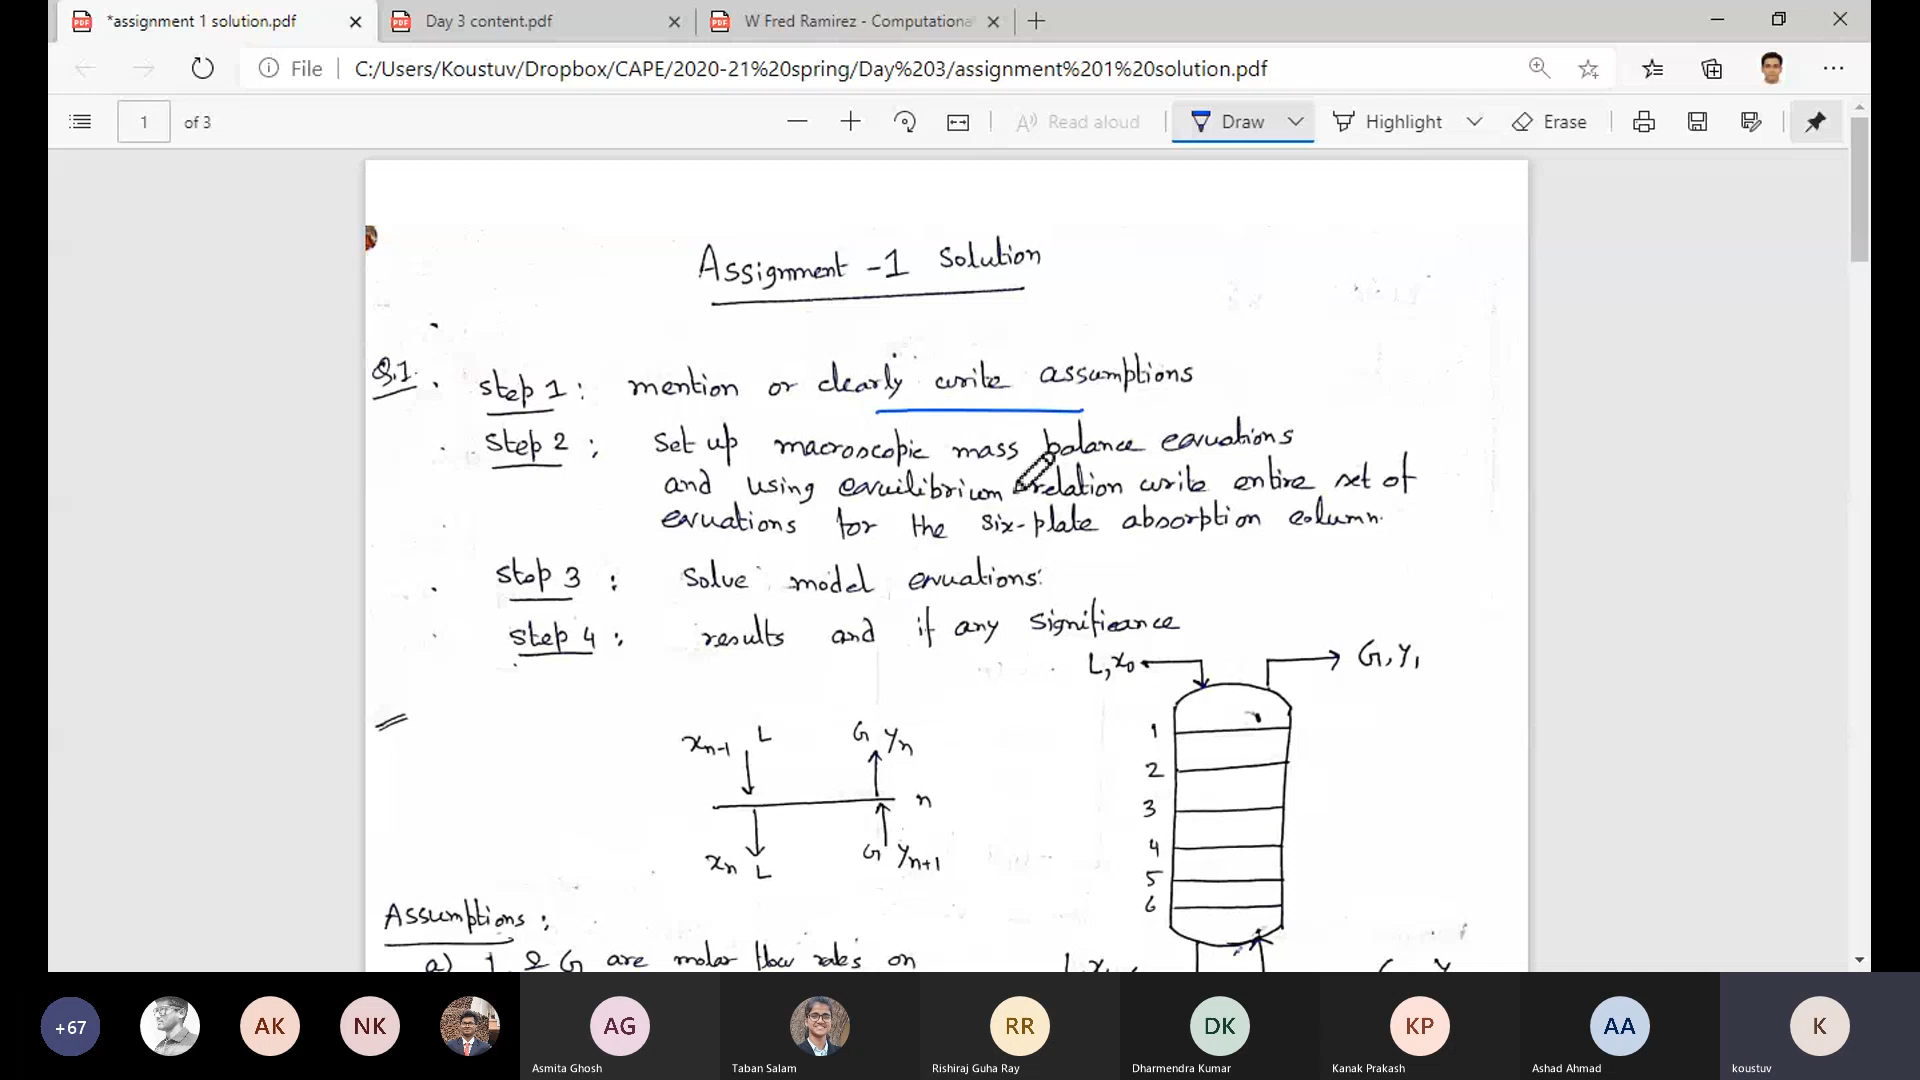 *assignment 1 solution.pdf
Day 3 content.pdf
W Fred Ramirez - Computationa
File
C:/Users/Koustuv/Dropbox/CAPE/2020-21%20spring/Day%203/assignment%201%20solution.pdf
1 of 3
Read aloud
Draw
Highlight
Erase
Assignment -1 Solution
Q.1. Step 1: mention or clearly write assumptions
Step 2: Set up macroscopic mass balance equations
and using equilibrium relation write entire set of
equations for the six-plate absorption column.
Step 3: Solve model equations.
Step 4: results and if any significance
L, x0
G, Y1
xn-1 L
G Yn
n
xn L
G Yn+1
1
2
3
4
5
6
Assumptions:
a) L & G are molar flow rates on
+67
AK
NK
AG
RR
DK
KP
AA
K
Asmita Ghosh
Taban Salam
Rishiraj Guha Ray
Dharmendra Kumar
Kanak Prakash
Ashad Ahmad
koustuv